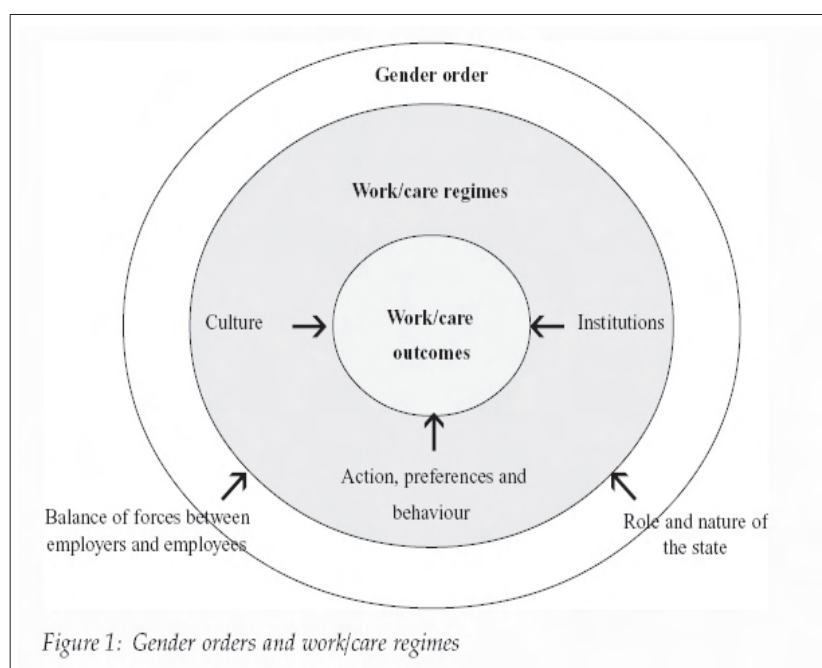 Gender order
Work/care regimes
Culture
Work/care
outcomes
Institutions
Action, preferences and
behaviour
Balance of forces between
employers and employees
Role and nature of
the state
Figure 1: Gender orders and work/care regimes